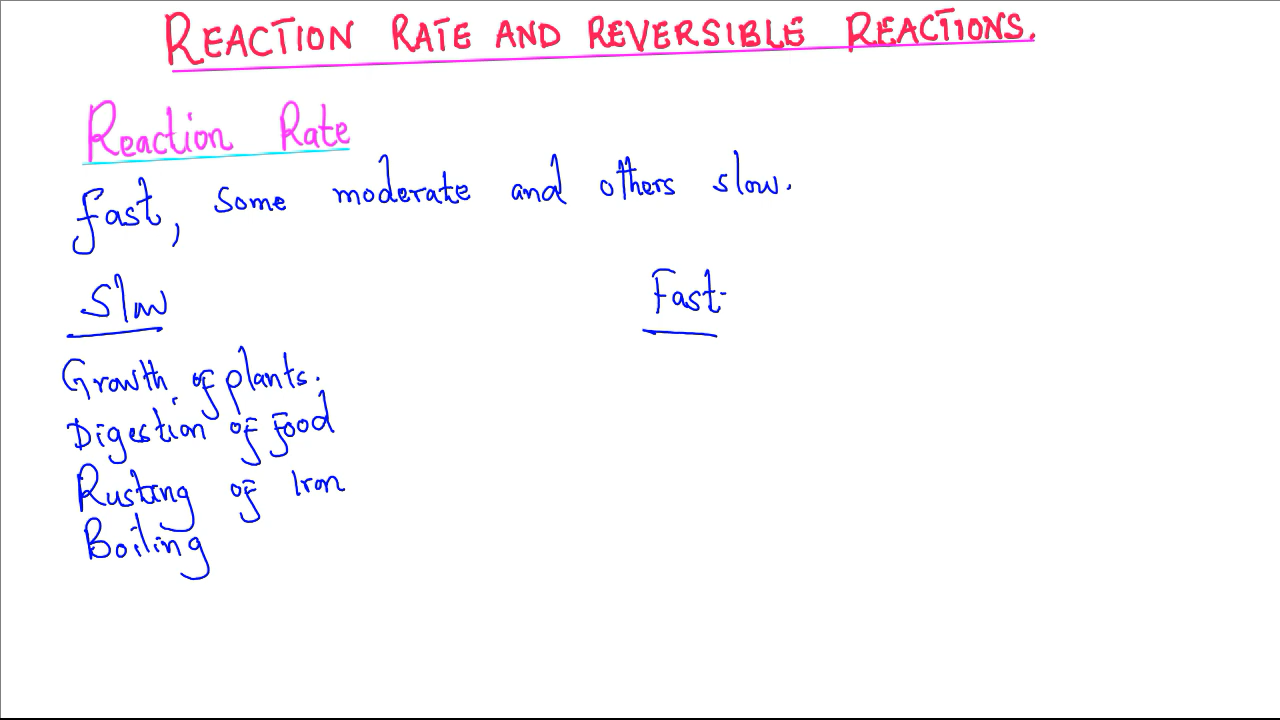 REACTION RATE AND REVERSIBLE REACTIONS.
Reaction Rate
fast, some moderate and others slow.
Slow
Fast.
Growth of plants.
Digestion of food
Rusting of Iron
Boiling